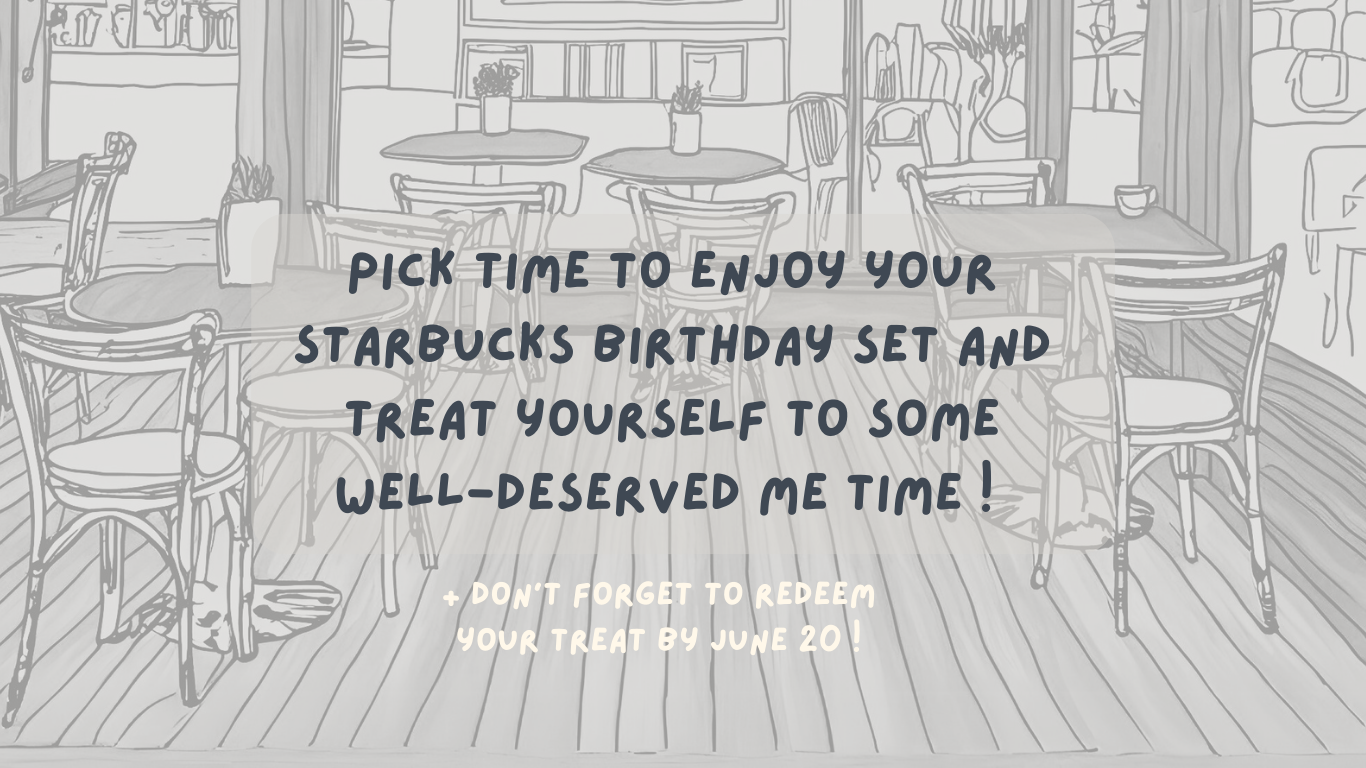 PICK TIME TO ENJOY YOUR
STARBUCKS BIRTHDAY SET AND
TREAT YOURSELF TO SOME
WELL-DESERVED ME TIME !
+ DON'T FORGET TO REDEEM
YOUR TREAT BY JUNE 20 !